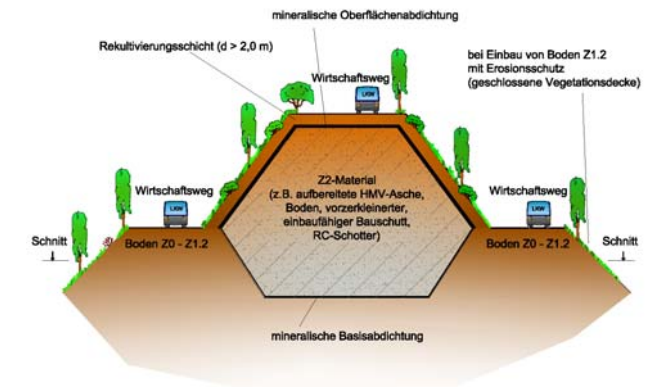 mineralische Oberflächenabdichtung
Rekultivierungsschicht (d > 2,0 m)
bei Einbau von Boden Z1.2
mit Erosionsschutz
(geschlossene Vegetationsdecke)
Wirtschaftsweg
LKW
Z2-Material
(z.B. aufbereitete HMV-Asche,
Boden, vorzerkleinerter,
einbaufähiger Bauschutt,
RC-Schotter)
Wirtschaftsweg
LKW
Wirtschaftsweg
LKW
Schnitt
Boden Z0 - Z1.2
Boden Z0 - Z1.2
Schnitt
mineralische Basisabdichtung